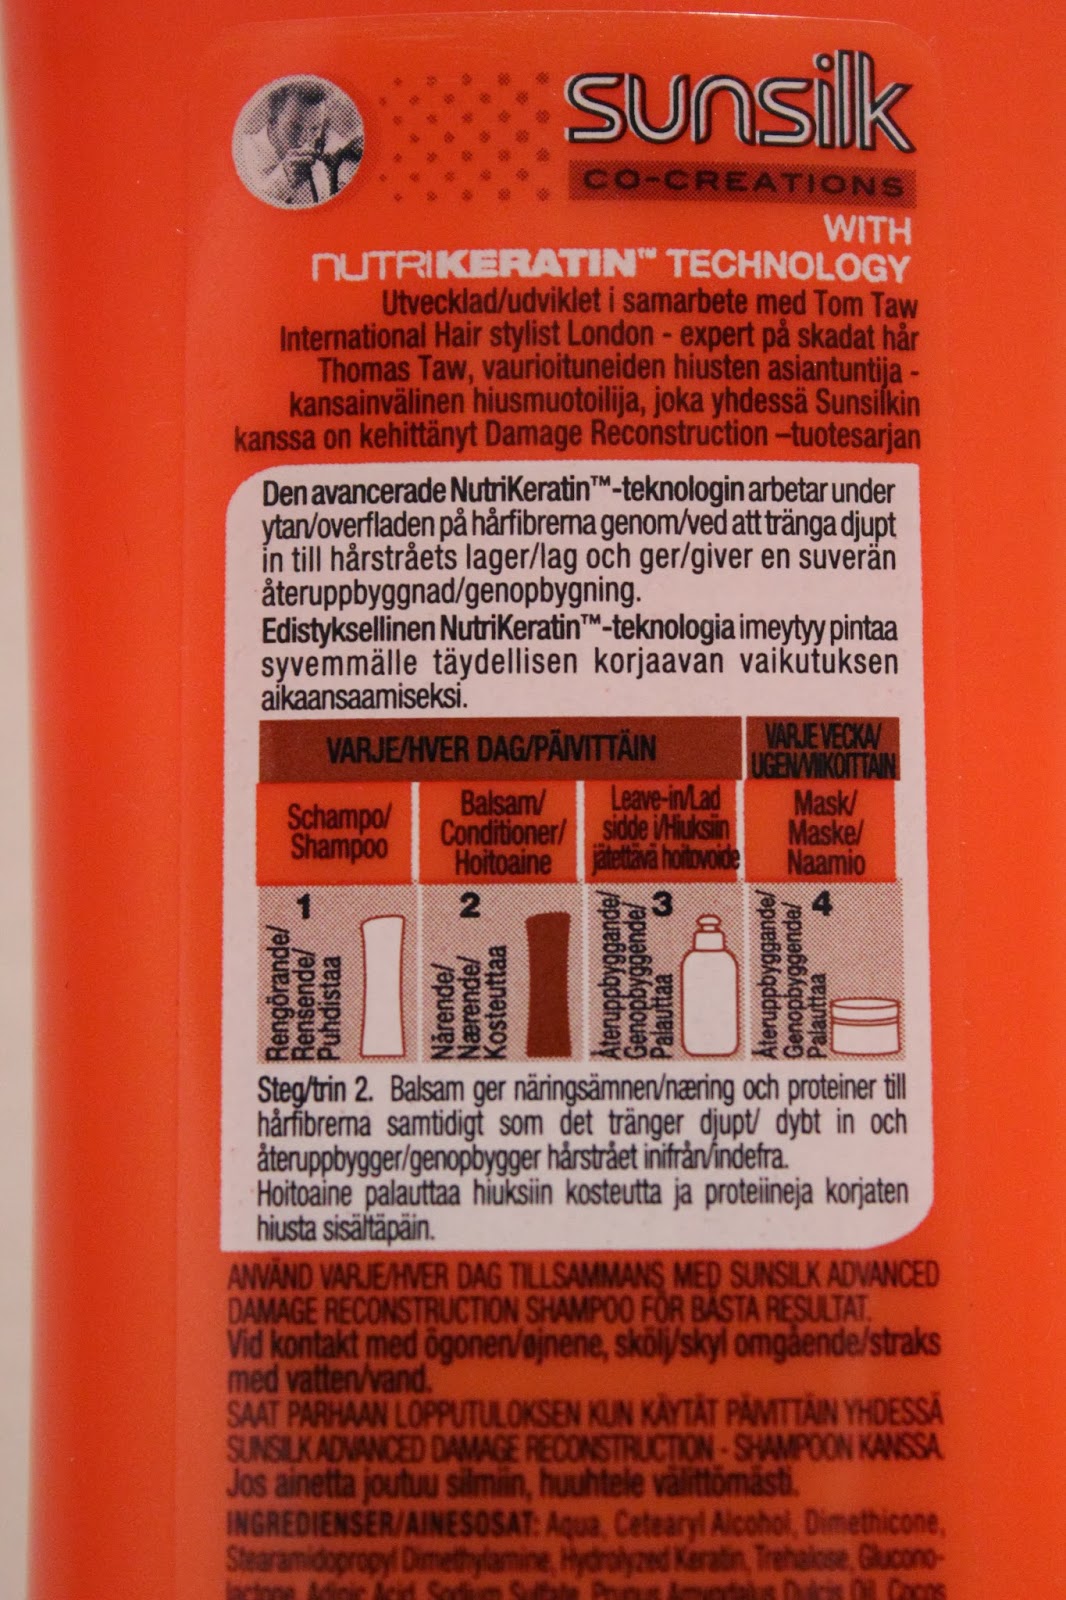 sunsilk
CO-CREATIONS
WITH
NUTRIKERATIN™ TECHNOLOGY
Utvecklad/udviklet i samarbete med Tom Taw
International Hair stylist London - expert på skadat hår
Thomas Taw, vaurioituneiden hiusten asiantuntija -
kansainvälinen hiusmuotoilija, joka yhdessä Sunsilkin
kanssa on kehittänyt Damage Reconstruction –tuotesarjan
Den avancerade NutriKeratin™-teknologin arbetar under
ytan/overfladen på hårfibrerna genom/ved att tränga djupt
in till hårstråets lager/lag och ger/giver en suverän
återuppbyggnad/genopbygning.
Edistyksellinen NutriKeratin™-teknologia imeytyy pintaa
syvemmälle täydellisen korjaavan vaikutuksen
aikaansaamiseksi.
VARJE/HVER DAG/PÄIVITTÄIN
VARJE VECKA/
UGEN/VIIKOITTAIN
Schampo/
Shampoo
Balsam/
Conditioner/
Hoitoaine
Leave-in/Lad
sidde i/Hiuksiin
jätettävä hoitovoide
Mask/
Maske/
Naamio
1
Rengörande/
Rensende/
Puhdistaa
2
Närende/
Nærende/
Kosteuttaa
3
Återuppbyggande/
Genopbyggende/
Palauttaa
4
Återuppbyggande/
Genopbyggende/
Palauttaa
Steg/trin 2. Balsam ger näringsämnen/næring och proteiner till
hårfibrerna samtidigt som det tränger djupt/ dybt in och
återuppbygger/genopbygger hårstrået inifrån/indefra.
Hoitoaine palauttaa hiuksiin kosteutta ja proteiineja korjaten
hiusta sisältäpäin.
ANVÄND VARJE/HVER DAG TILLSAMMANS MED SUNSILK ADVANCED
DAMAGE RECONSTRUCTION SHAMPOO FÖR BÄSTA RESULTAT.
Vid kontakt med ögonen/øjnene, skölj/skyl omgående/straks
med vatten/vand.
SAAT PARHAAN LOPPUTULOKSEN KUN KÄYTÄT PÄIVITTÄIN YHDESSÄ
SUNSILK ADVANCED DAMAGE RECONSTRUCTION - SHAMPOON KANSSA.
Jos ainetta joutuu silmiin, huuhtele välittömästi.
INGREDIENSER/AINESOSAT: Aqua, Cetearyl Alcohol, Dimethicone,
Stearamidopropyl Dimethylamine, Hydrolyzed Keratin, Trehalose, Glucono-
lactone, Adipic Acid, Sodium Sulfate, Prunus Amygdalus Dulcis Oil, Cocos